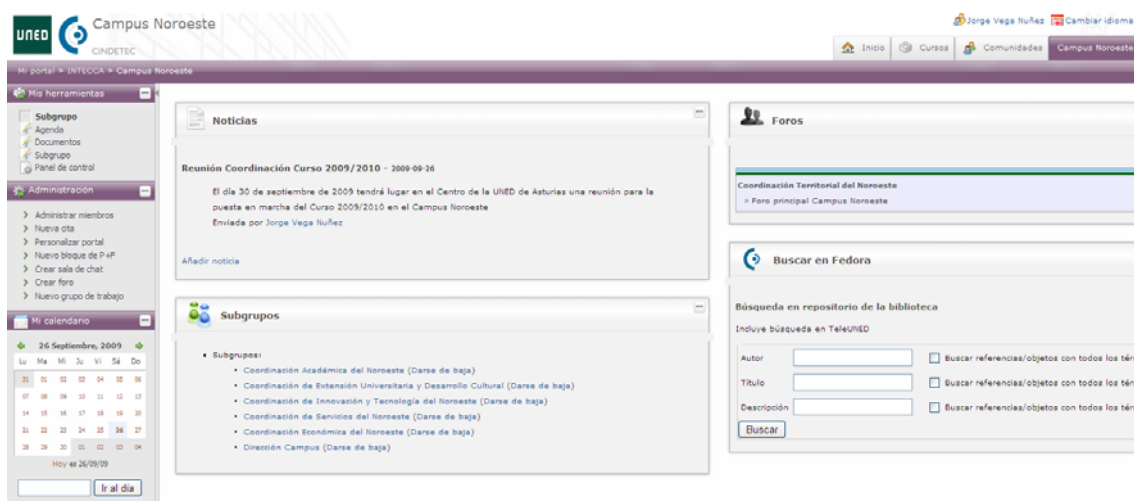 UNED
Campus Noroeste
CINDETEC
Jorge Vega Nuñez Cambiar idioma
Inicio Cursos Comunidades Campus Noroeste
Mi portal > INTECCA > Campus Noroeste
Mis herramientas
Subgrupo
Agenda
Documentos
Subgrupo
Panel de control
Administración
Administrar miembros
Nueva cita
Personalizar portal
Nuevo bloque de P+F
Crear sala de chat
Crear foro
Nuevo grupo de trabajo
Mi calendario
26 Septiembre, 2009
Lu Ma Mi Ju Vi Sá Do
31 01 02 03 04 05 06
07 08 09 10 11 12 13
14 15 16 17 18 19 20
21 22 23 24 25 26 27
28 29 30 01 02 03 04
Hoy es 26/09/09
Ir al día
Noticias
Reunión Coordinación Curso 2009/2010 - 2009-09-26
El día 30 de septiembre de 2009 tendrá lugar en el Centro de la UNED de Asturias una reunión para la
puesta en marcha del Curso 2009/2010 en el Campus Noroeste
Enviada por Jorge Vega Nuñez
Añadir noticia
Subgrupos
Subgrupos:
Coordinación Académica del Noroeste (Darse de baja)
Coordinación de Extensión Universitaria y Desarrollo Cultural (Darse de baja)
Coordinación de Innovación y Tecnología del Noroeste (Darse de baja)
Coordinación de Servicios del Noroeste (Darse de baja)
Coordinación Económica del Noroeste (Darse de baja)
Dirección Campus (Darse de baja)
Foros
Coordinación Territorial del Noroeste
» Foro principal Campus Noroeste
Buscar en Fedora
Búsqueda en repositorio de la biblioteca
Incluye búsqueda en TeleUNED
Autor Buscar referencias/objetos con todos los tér
Título Buscar referencias/objetos con todos los tér
Descripción Buscar referencias/objetos con todos los tér
Buscar